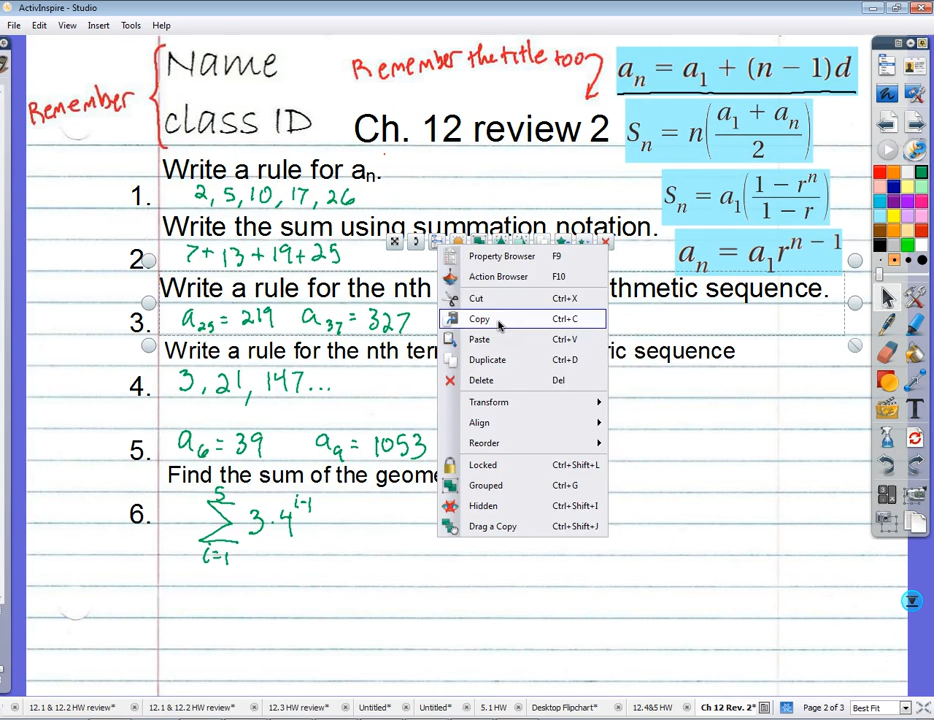 ActivInspire - Studio
File Edit View Insert Tools Help
Remember
Name
class ID
Remember the title too
Ch. 12 review 2
aₙ = a₁ + (n − 1)d
Sₙ = n((a₁ + aₙ)/2)
Sₙ = a₁((1 − rⁿ)/(1 − r))
aₙ = a₁rⁿ⁻¹
Write a rule for aₙ.
1. 2, 5, 10, 17, 26
Write the sum using summation notation.
2. 7 + 13 + 19 + 25
Write a rule for the nth thmetic sequence.
3. a₂₅ = 219 a₃₇ = 327
Write a rule for the nth ter ric sequence
4. 3, 21, 147...
5. a₆ = 39 a₉ = 1053
Find the sum of the geome
6. 5 Σ i=1 3·4^(i-1)
Property Browser F9
Action Browser F10
Cut Ctrl+X
Copy Ctrl+C
Paste Ctrl+V
Duplicate Ctrl+D
Delete Del
Transform
Align
Reorder
Locked Ctrl+Shift+L
Grouped Ctrl+G
Hidden Ctrl+Shift+I
Drag a Copy Ctrl+Shift+J
T
12.1 & 12.2 HW review* 12.1 & 12.2 HW review* 12.3 HW review* Untitled* Untitled* 5.1 HW Desktop Flipchart* 12.4&5 HW Ch 12 Rev. 2* Page 2 of 3 Best Fit